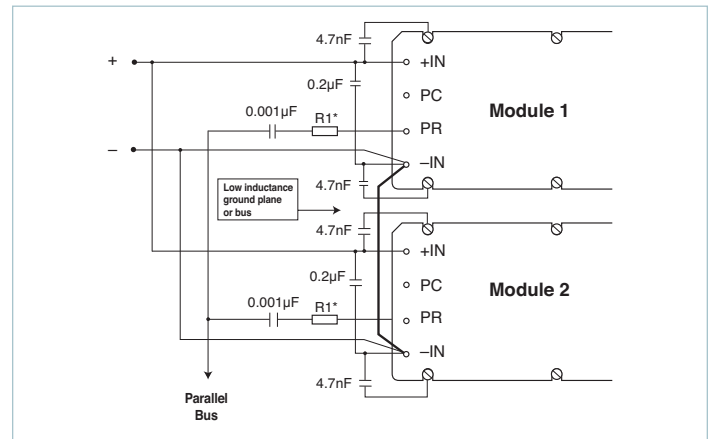 4.7nF
+
+IN
0.2µF
PC
Module 1
0.001µF
R1*
PR
–
–IN
4.7nF
Low inductance
ground plane
or bus
4.7nF
+IN
0.2µF
PC
Module 2
0.001µF
R1*
PR
–IN
4.7nF
Parallel
Bus